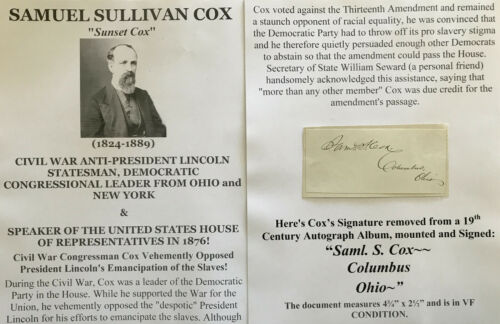 SAMUEL SULLIVAN COX
"Sunset Cox"
(1824-1889)
CIVIL WAR ANTI-PRESIDENT LINCOLN
STATESMAN, DEMOCRATIC
CONGRESSIONAL LEADER FROM OHIO and
NEW YORK
&
SPEAKER OF THE UNITED STATES HOUSE
OF REPRESENTATIVES IN 1876!
Civil War Congressman Cox Vehemently Opposed
President Lincoln's Emancipation of the Slaves!
During the Civil War, Cox was a leader of the Democratic
Party in the House. While he supported the War for the
Union, he vehemently opposed the "despotic" President
Lincoln for his efforts to emancipate the slaves. Although
Cox voted against the Thirteenth Amendment and remained
a staunch opponent of racial equality, he was convinced that
the Democratic Party had to throw off its pro slavery stigma
and he therefore quietly persuaded enough other Democrats
to abstain so that the amendment could pass the House.
Secretary of State William Seward (a personal friend)
handsomely acknowledged this assistance, saying that
"more than any other member" Cox was due credit for the
amendment's passage.
Saml. S. Cox
Columbus,
Ohio
Here's Cox's Signature removed from a 19th
Century Autograph Album, mounted and Signed:
"Saml. S. Cox~~
Columbus
Ohio~"
The document measures 4¾" x 2½" and is in VF
CONDITION.